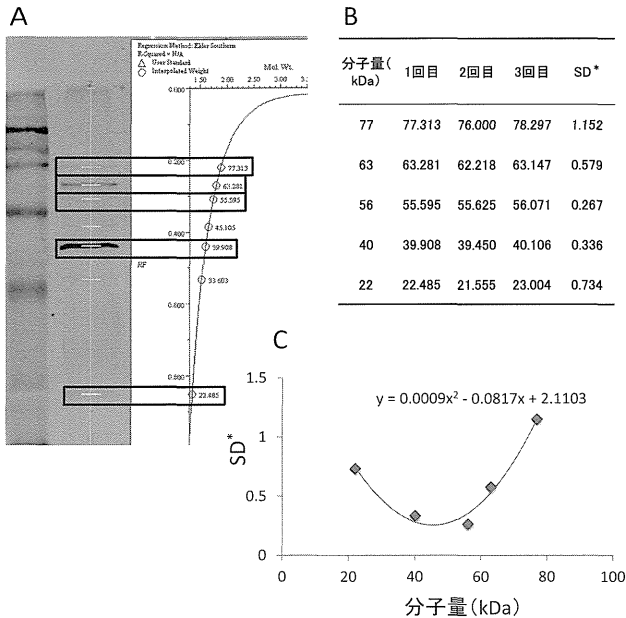 A
Regression Method: Elder Southern
R-Squared = N/A
△ User Standard
○ Interpolated Weight
Mol. Wt.
1.50 2.00 2.50 3.5
0.000
0.200
77.313
63.281
55.595
0.400
45.105
39.908
RF
33.603
0.600
0.800
22.485
B
分子量(kDa) 1回目 2回目 3回目 SD*
77 77.313 76.000 78.297 1.152
63 63.281 62.218 63.147 0.579
56 55.595 55.625 56.071 0.267
40 39.908 39.450 40.106 0.336
22 22.485 21.555 23.004 0.734
C
y = 0.0009x² - 0.0817x + 2.1103
SD*
1.5
1
0.5
0
0 20 40 60 80 100
分子量(kDa)